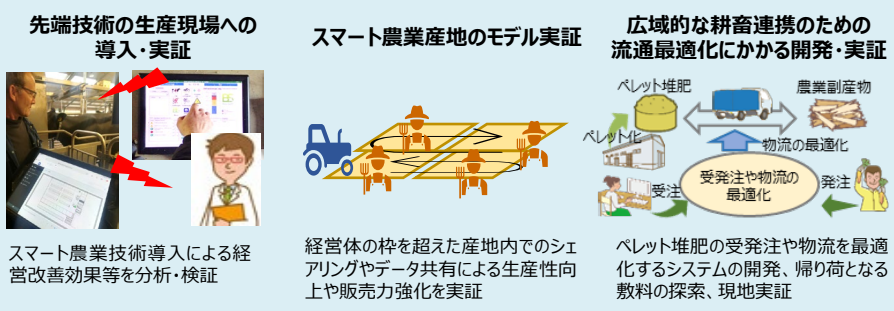 先端技術の生産現場への
導入・実証
スマート農業技術導入による経
営改善効果等を分析・検証
スマート農業産地のモデル実証
経営体の枠を超えた産地内でのシェ
アリングやデータ共有による生産性向
上や販売力強化を実証
広域的な耕畜連携のための
流通最適化にかかる開発・実証
ペレット堆肥
農業副産物
ペレット化
物流の最適化
受発注や物流の
最適化
受注
発注
ペレット堆肥の受発注や物流を最適
化するシステムの開発、帰り荷となる
敷料の探索、現地実証